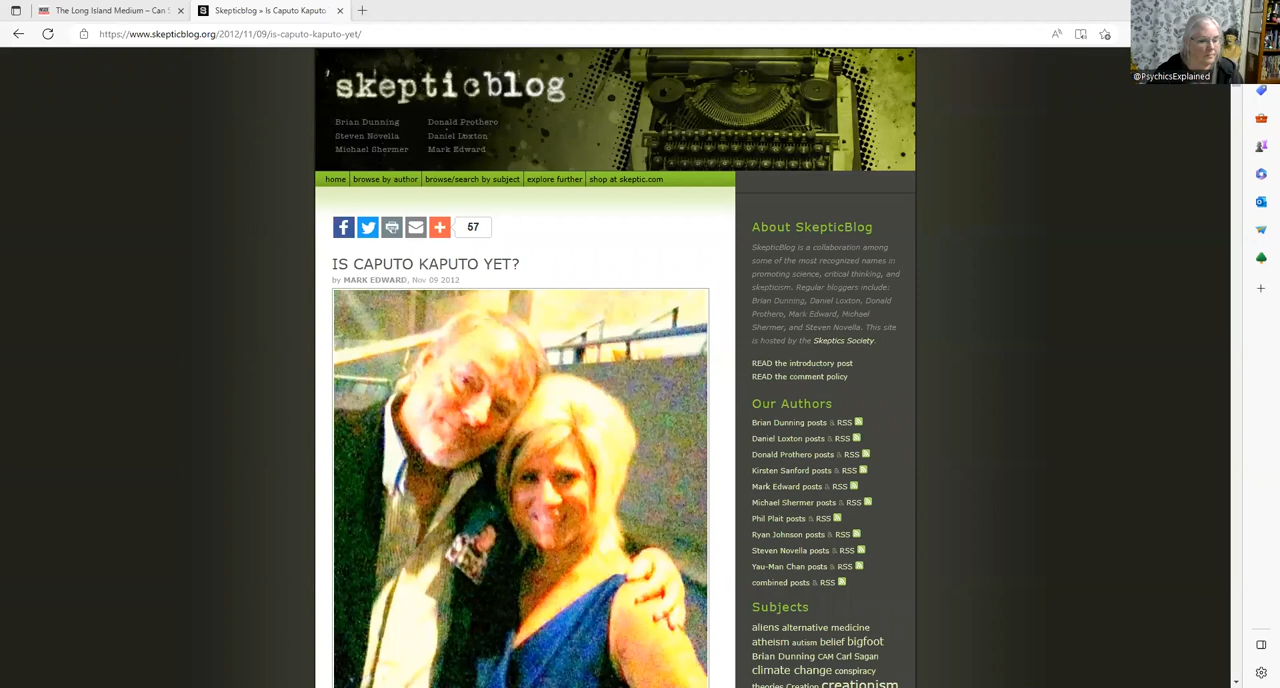 The Long Island Medium – Can S
Skepticblog » Is Caputo Kaputo
https://www.skepticblog.org/2012/11/09/is-caputo-kaputo-yet/
@PsychicsExplained
skepticblog
Brian Dunning
Donald Prothero
Steven Novella
Daniel Loxton
Michael Shermer
Mark Edward
home
browse by author
browse/search by subject
explore further
shop at skeptic.com
57
IS CAPUTO KAPUTO YET?
by MARK EDWARD, Nov 09 2012
About SkepticBlog
SkepticBlog is a collaboration among
some of the most recognized names in
promoting science, critical thinking, and
skepticism. Regular bloggers include:
Brian Dunning, Daniel Loxton, Donald
Prothero, Mark Edward, Michael
Shermer, and Steven Novella. This site
is hosted by the Skeptics Society.
READ the introductory post
READ the comment policy
Our Authors
Brian Dunning posts & RSS
Daniel Loxton posts & RSS
Donald Prothero posts & RSS
Kirsten Sanford posts & RSS
Mark Edward posts & RSS
Michael Shermer posts & RSS
Phil Plait posts & RSS
Ryan Johnson posts & RSS
Steven Novella posts & RSS
Yau-Man Chan posts & RSS
combined posts & RSS
Subjects
aliens alternative medicine
atheism autism belief bigfoot
Brian Dunning CAM Carl Sagan
climate change conspiracy
theories Creation creationism